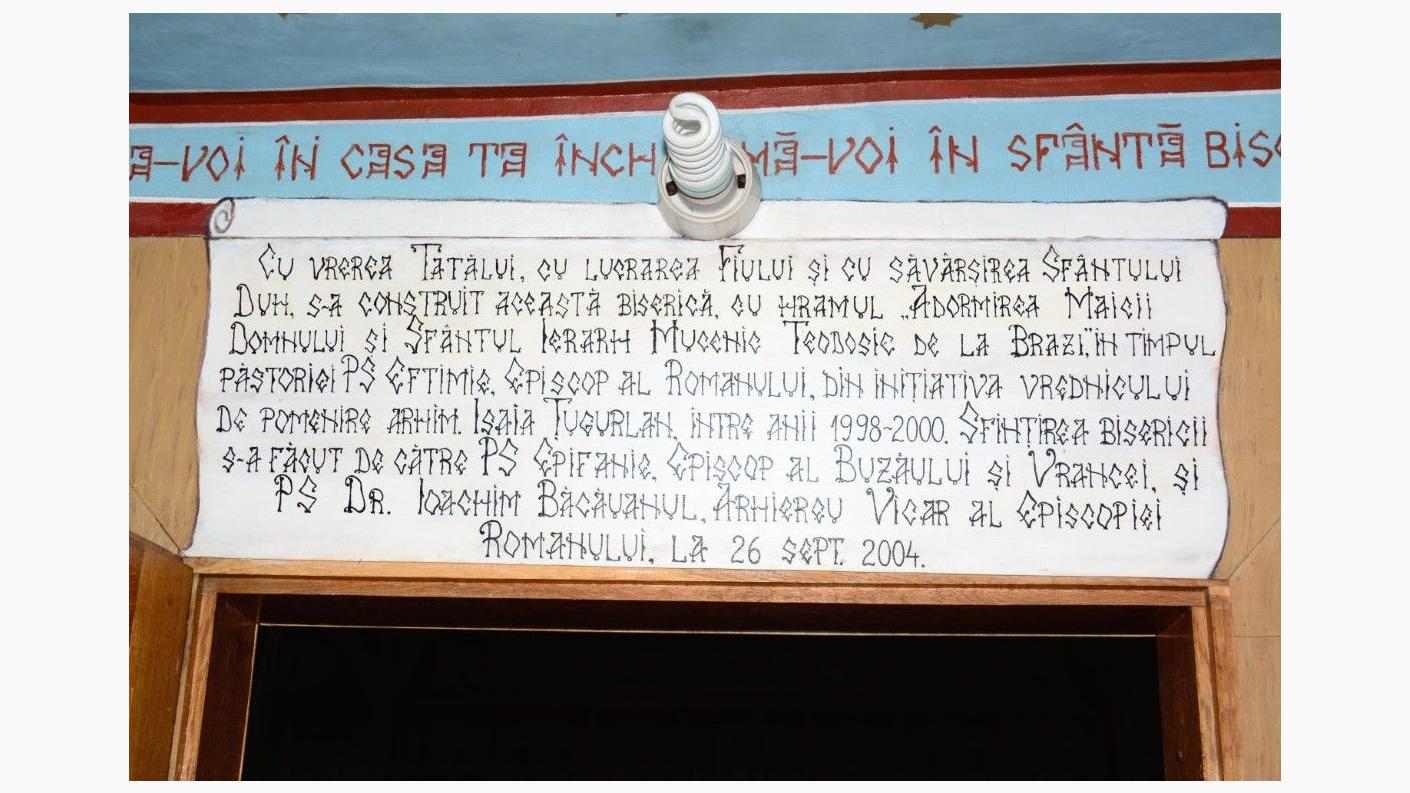 Ă-VOI ÎN CASA TA ÎNCH MĂ-VOI ÎN SFÂNTĂ BISC
CU VREREA TATĂLUI, CU LUCRAREA FIULUI ȘI CU SĂVÂRȘIREA SFÂNTULUI
DUH, S-A CONSTRUIT ACEASTĂ BISERICĂ, CU HRAMUL „ADORMIREA MAICII
DOMNULUI ȘI SFÂNTUL IERARH MUCENIC TEODOSIE DE LA BRAZI”, ÎN TIMPUL
PĂSTORIEI PS EFTIMIE, EPISCOP AL ROMANULUI, DIN INIȚIATIVA VREDNICULUI
DE POMENIRE ARHIM. ISAIA ȚUGURLAN, ÎNTRE ANII 1998-2000. SFINȚIREA BISERICII
S-A FĂCUT DE CĂTRE PS EPIFANIE, EPISCOP AL BUZĂULUI ȘI VRANCEI, ȘI
PS DR. IOACHIM BĂCĂUANUL, ARHIEREU VICAR AL EPISCOPIEI
ROMANULUI, LA 26 SEPT. 2004.